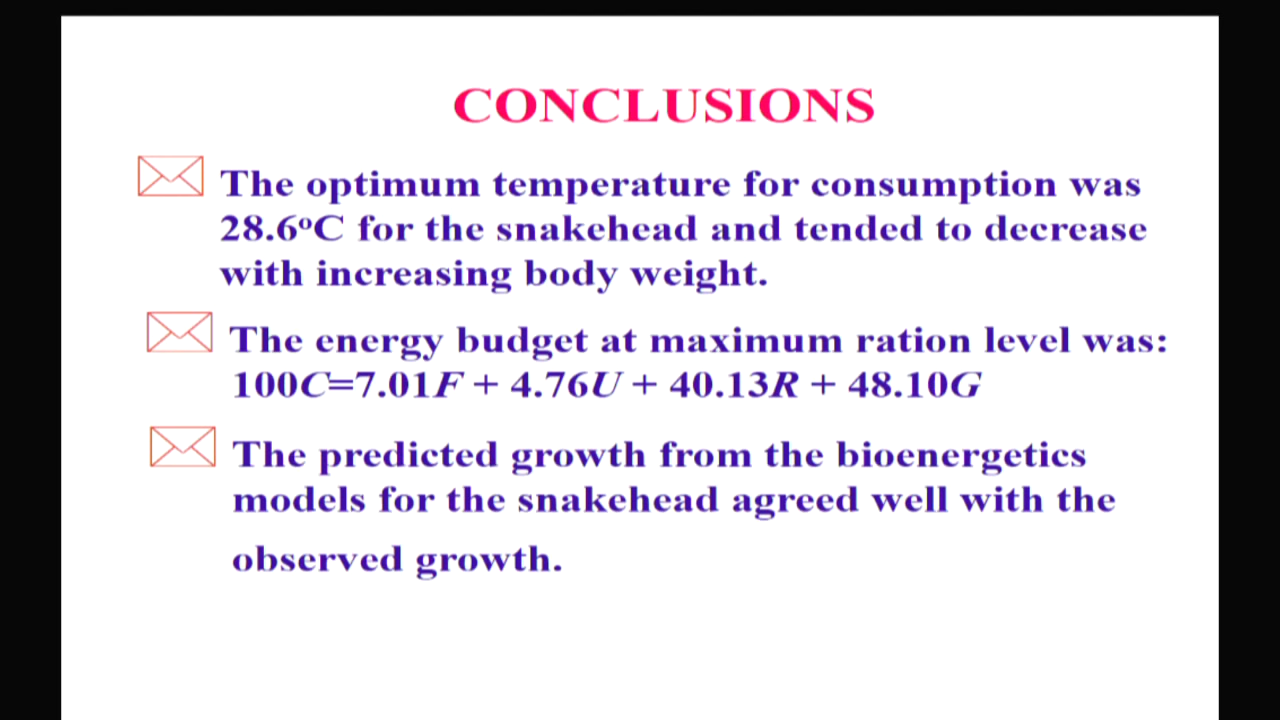 CONCLUSIONS
The optimum temperature for consumption was
28.6ºC for the snakehead and tended to decrease
with increasing body weight.
The energy budget at maximum ration level was:
100C=7.01F + 4.76U + 40.13R + 48.10G
The predicted growth from the bioenergetics
models for the snakehead agreed well with the
observed growth.